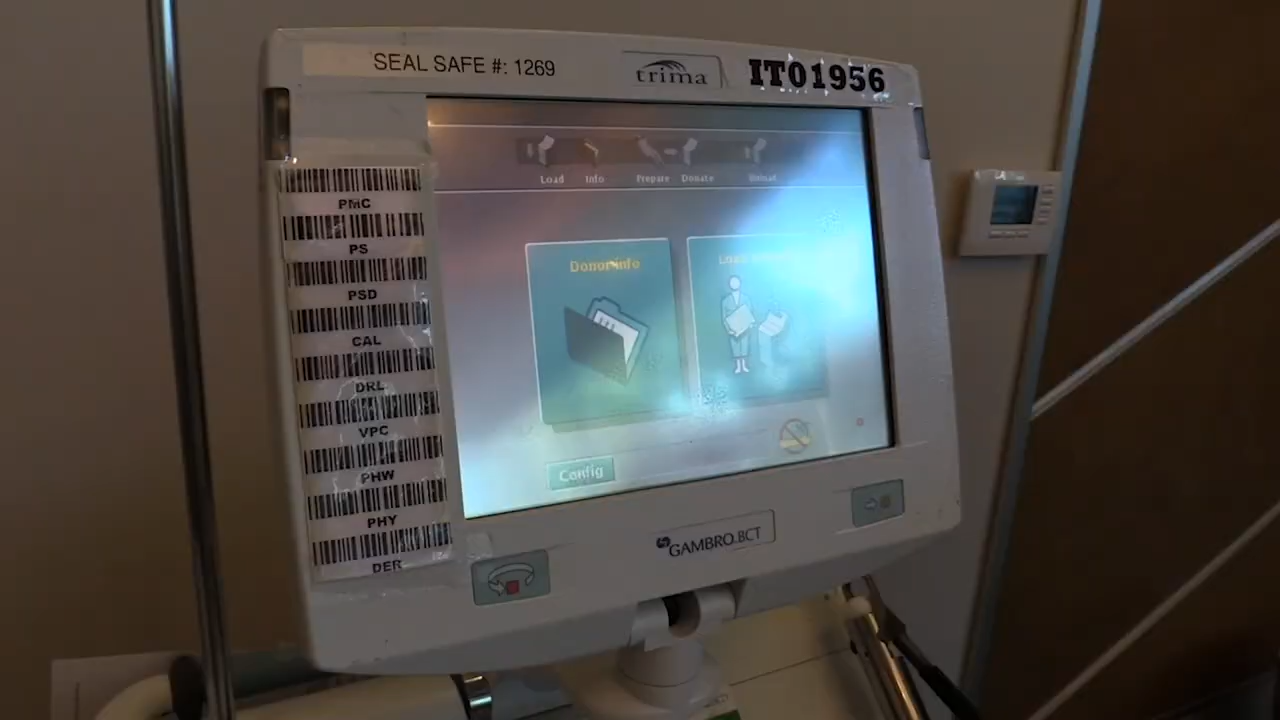 SEAL SAFE #: 1269
trima
IT01956
Load
Info
Prepare
Donate
Unload
PMC
PS
PSD
CAL
DRL
VPC
PHW
PHY
DER
Donor Info
Load
Config
GAMBRO.BCT